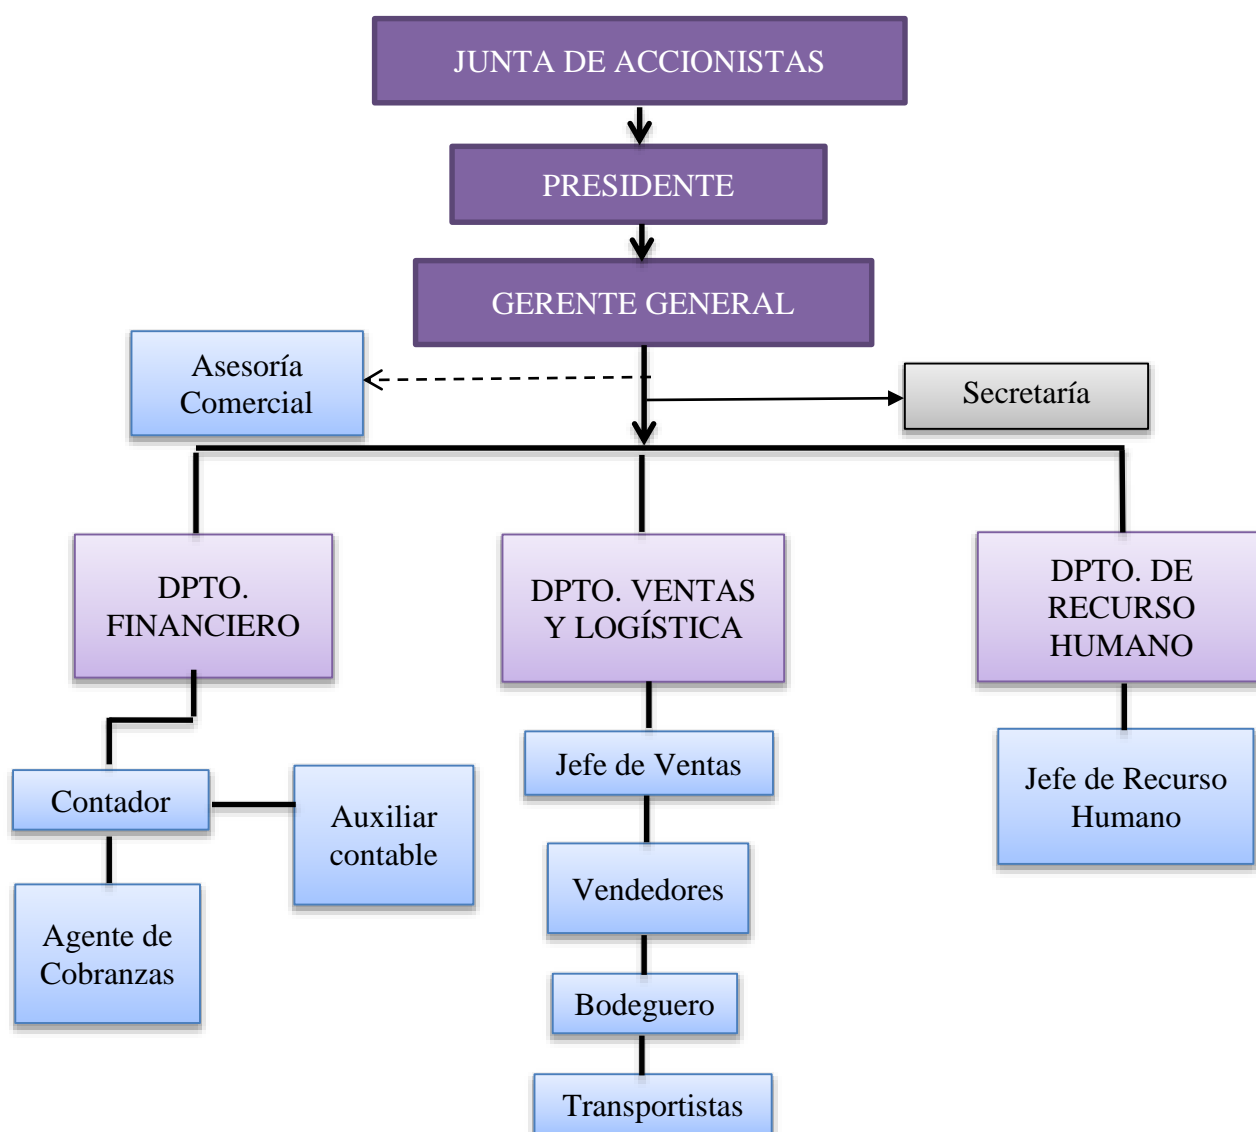 JUNTA DE ACCIONISTAS
PRESIDENTE
GERENTE GENERAL
Asesoría
Comercial
Secretaría
DPTO.
FINANCIERO
DPTO. VENTAS
Y LOGÍSTICA
DPTO. DE
RECURSO
HUMANO
Contador
Auxiliar
contable
Agente de
Cobranzas
Jefe de Ventas
Vendedores
Bodeguero
Transportistas
Jefe de Recurso
Humano